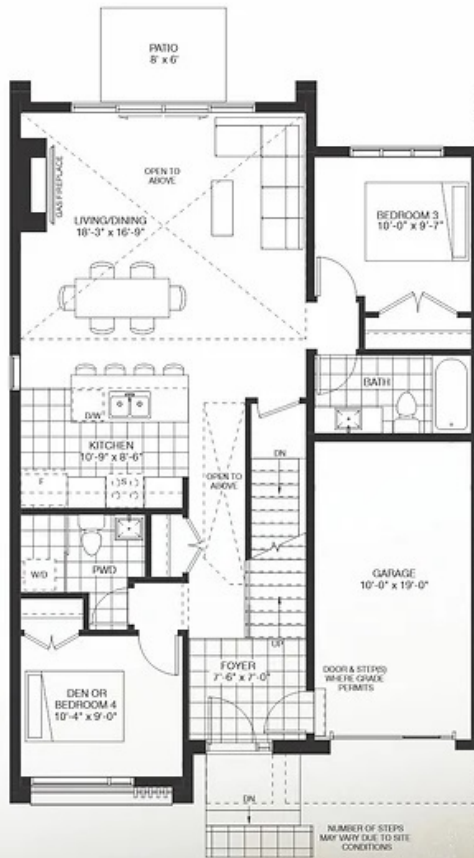 PATIO
8' x 6'
OPEN TO
ABOVE
GAS FIREPLACE
LIVING/DINING
18'-3" x 16'-9"
BEDROOM 3
10'-0" x 9'-7"
BATH
D/W
KITCHEN
10'-9" x 8'-6"
F
S
DN
OPEN TO
ABOVE
W/D
PWD
GARAGE
10'-0" x 19'-0"
UP
FOYER
7'-6" x 7'-0"
DOOR & STEP(S)
WHERE GRADE
PERMITS
DEN OR
BEDROOM 4
10'-4" x 9'-0"
DN
NUMBER OF STEPS
MAY VARY DUE TO SITE
CONDITIONS